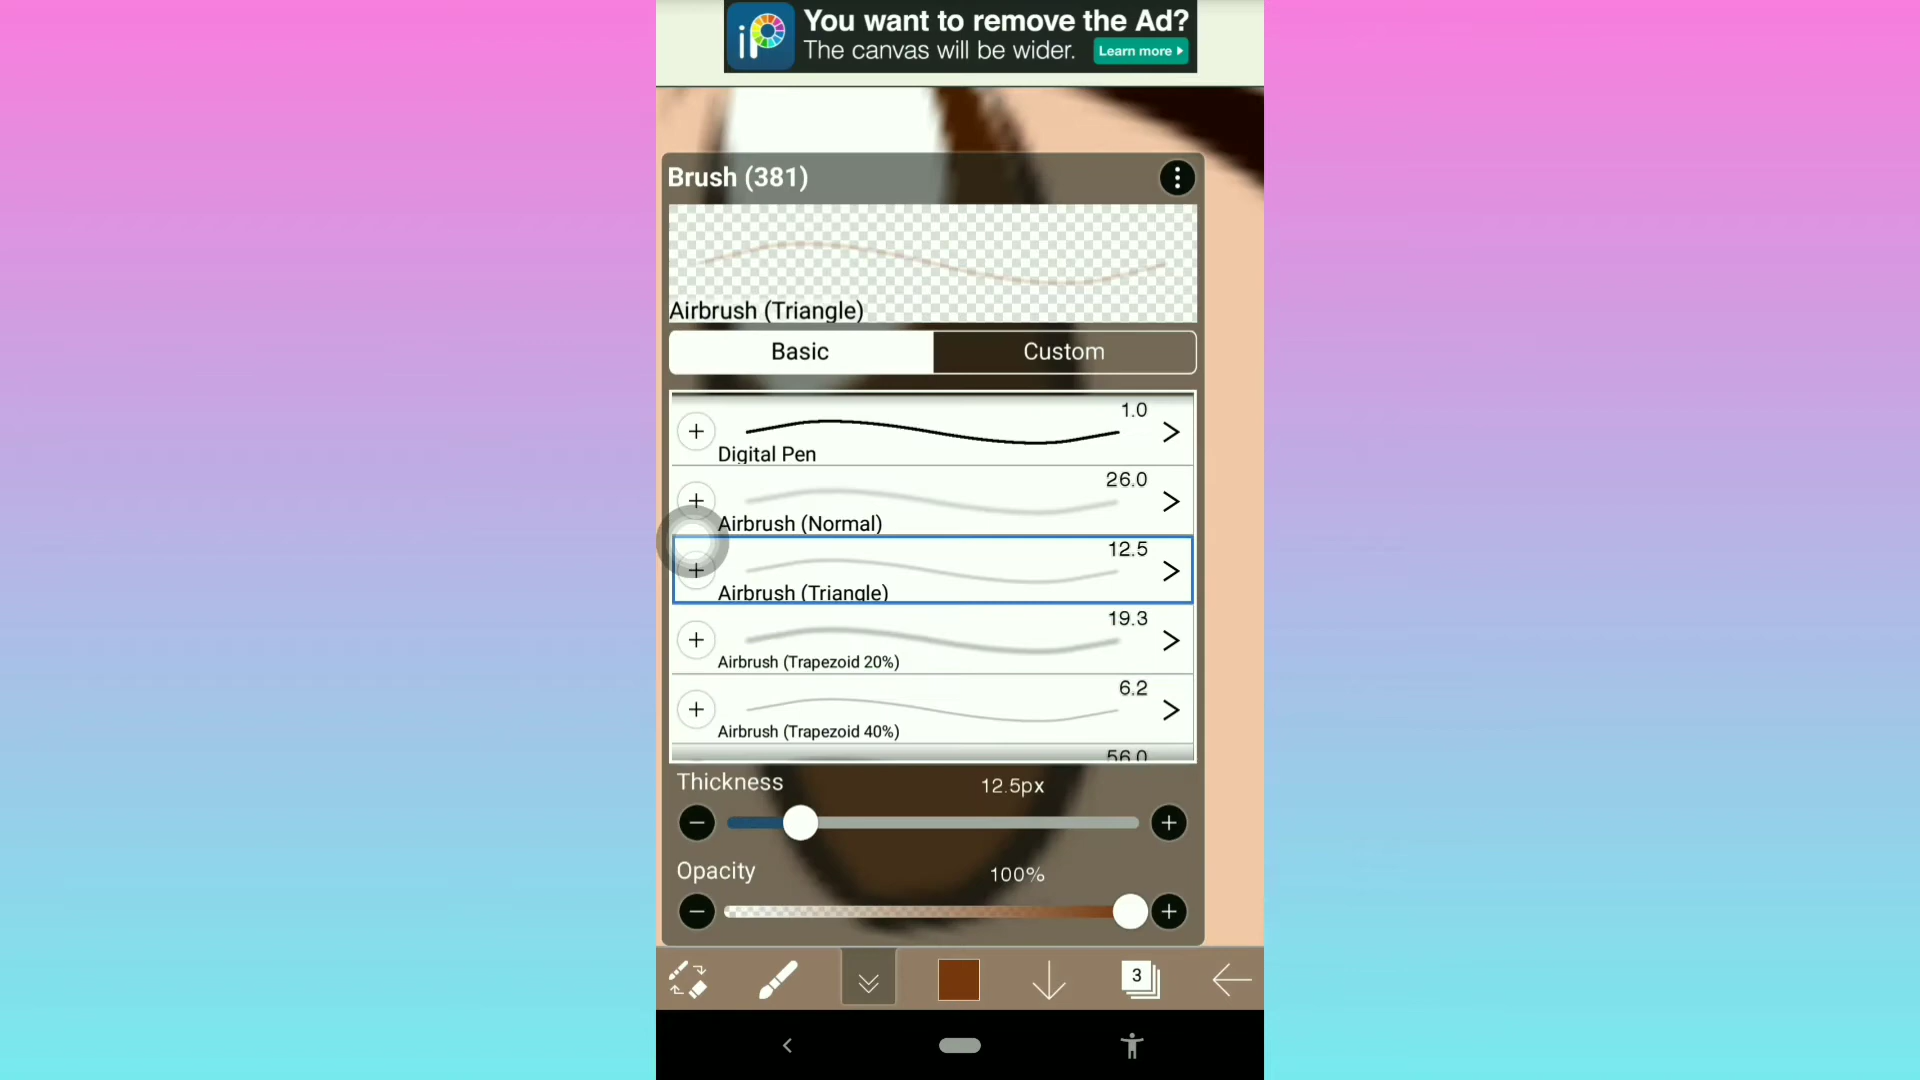 iP
You want to remove the Ad?
The canvas will be wider.
Learn more
Brush (381)
Airbrush (Triangle)
Basic
Custom
1.0
Digital Pen
26.0
Airbrush (Normal)
12.5
Airbrush (Triangle)
19.3
Airbrush (Trapezoid 20%)
6.2
Airbrush (Trapezoid 40%)
56.0
Thickness
12.5px
Opacity
100%
3